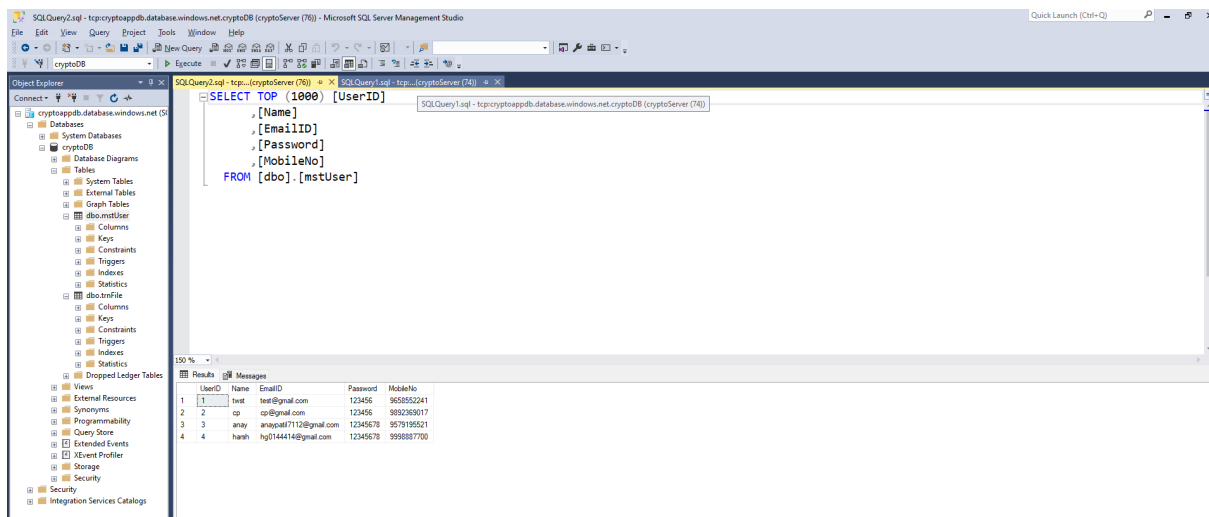 SQLQuery2.sql - tcp:cryptoappdb.database.windows.net.cryptoDB (cryptoServer (76)) - Microsoft SQL Server Management Studio
Quick Launch (Ctrl+Q)
File Edit View Query Project Tools Window Help
New Query
cryptoDB Execute
Object Explorer
Connect
cryptoappdb.database.windows.net (SQ
Databases
System Databases
cryptoDB
Database Diagrams
Tables
System Tables
External Tables
Graph Tables
dbo.mstUser
Columns
Keys
Constraints
Triggers
Indexes
Statistics
dbo.trnFile
Columns
Keys
Constraints
Triggers
Indexes
Statistics
Dropped Ledger Tables
Views
External Resources
Synonyms
Programmability
Query Store
Extended Events
XEvent Profiler
Storage
Security
Security
Integration Services Catalogs
SQLQuery2.sql - tcp:...(cryptoServer (76)) SQLQuery1.sql - tcp:...(cryptoServer (74))
SELECT TOP (1000) [UserID]
SQLQuery1.sql - tcp:cryptoappdb.database.windows.net.cryptoDB (cryptoServer (74))
,[Name]
,[EmailID]
,[Password]
,[MobileNo]
FROM [dbo].[mstUser]
150 %
Results Messages
UserID Name EmailID Password MobileNo
1 1 twst test@gmail.com 123456 9658552241
2 2 cp cp@gmail.com 123456 9892369017
3 3 anay anaypatil7112@gmail.com 12345678 9579195521
4 4 harsh hg0144414@gmail.com 12345678 9998887700